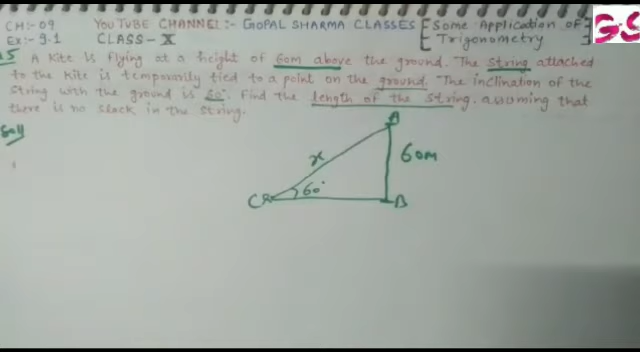 CH:- 09 YOUTUBE CHANNEL:- GOPAL SHARMA CLASSES [Some Application of]
Ex:- 9.1 CLASS-X [Trigonometry]
GS
A Kite is flying at a height of 60m above the ground. The string attached
to the kite is temporarily tied to a point on the ground. The inclination of the
string with the ground is 60°. Find the length of the string. assuming that
there is no slack in the string.
Sol
A
x
60m
60°
C
B